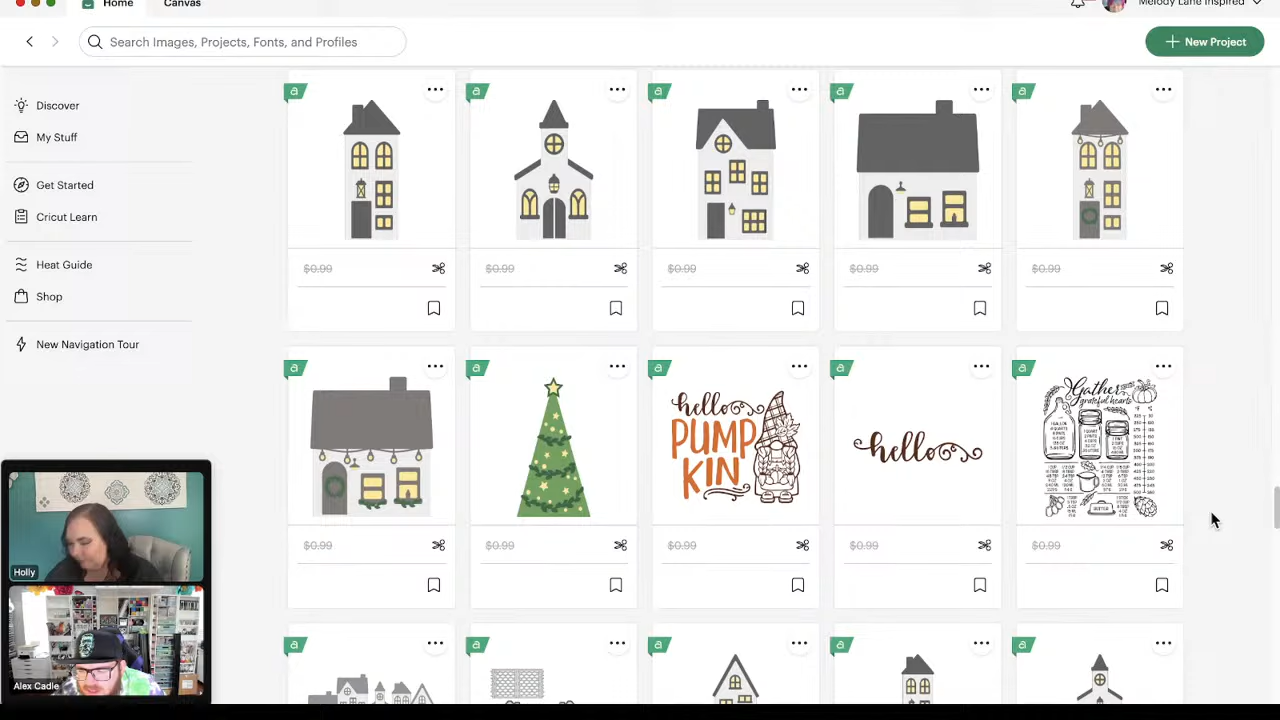 Home
Canvas
Melody Lane Inspired
Search Images, Projects, Fonts, and Profiles
New Project
Discover
My Stuff
Get Started
Cricut Learn
Heat Guide
Shop
New Navigation Tour
a
a
a
a
a
$0.99
$0.99
$0.99
$0.99
$0.99
a
a
a
a
a
hello
PUMP
KIN
hello
Gather
grateful hearts
$0.99
$0.99
$0.99
$0.99
$0.99
a
a
a
a
a
Holly
Alex Cadle